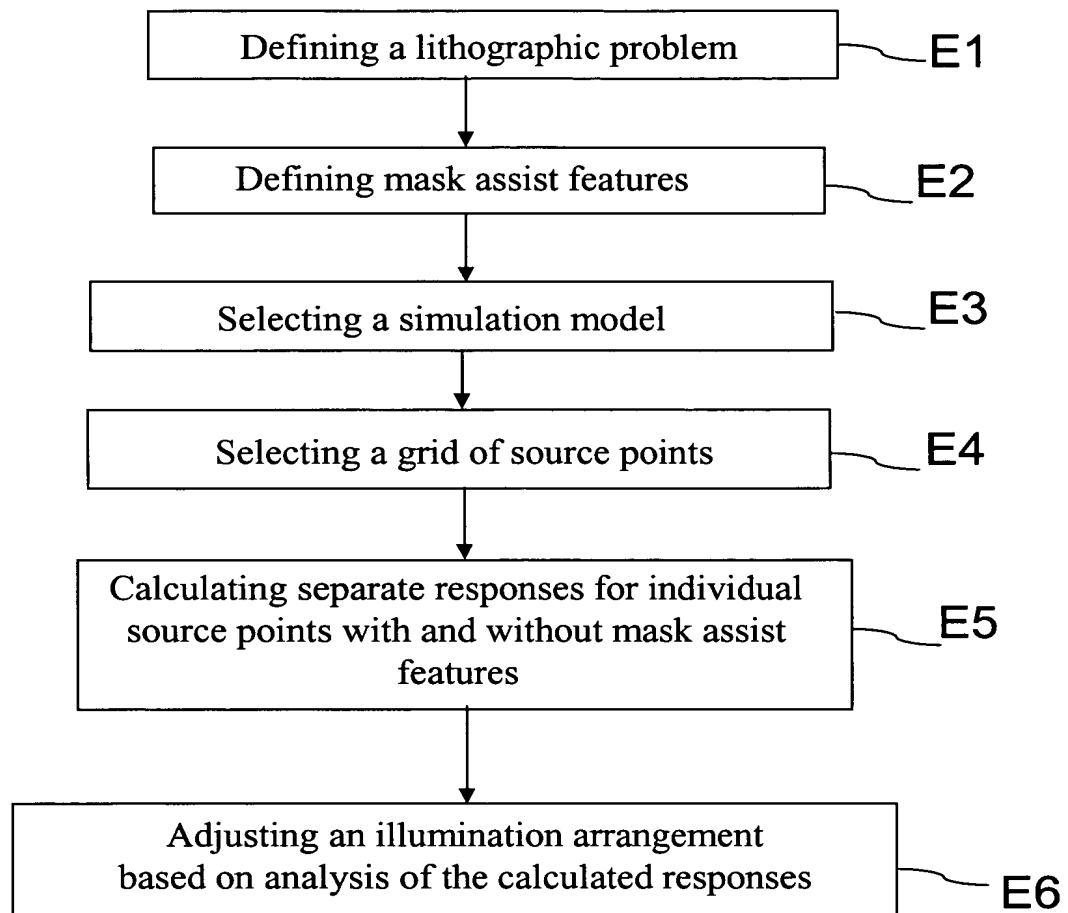 Defining a lithographic problem
E1
Defining mask assist features
E2
Selecting a simulation model
E3
Selecting a grid of source points
E4
Calculating separate responses for individual
source points with and without mask assist
features
E5
Adjusting an illumination arrangement
based on analysis of the calculated responses
E6